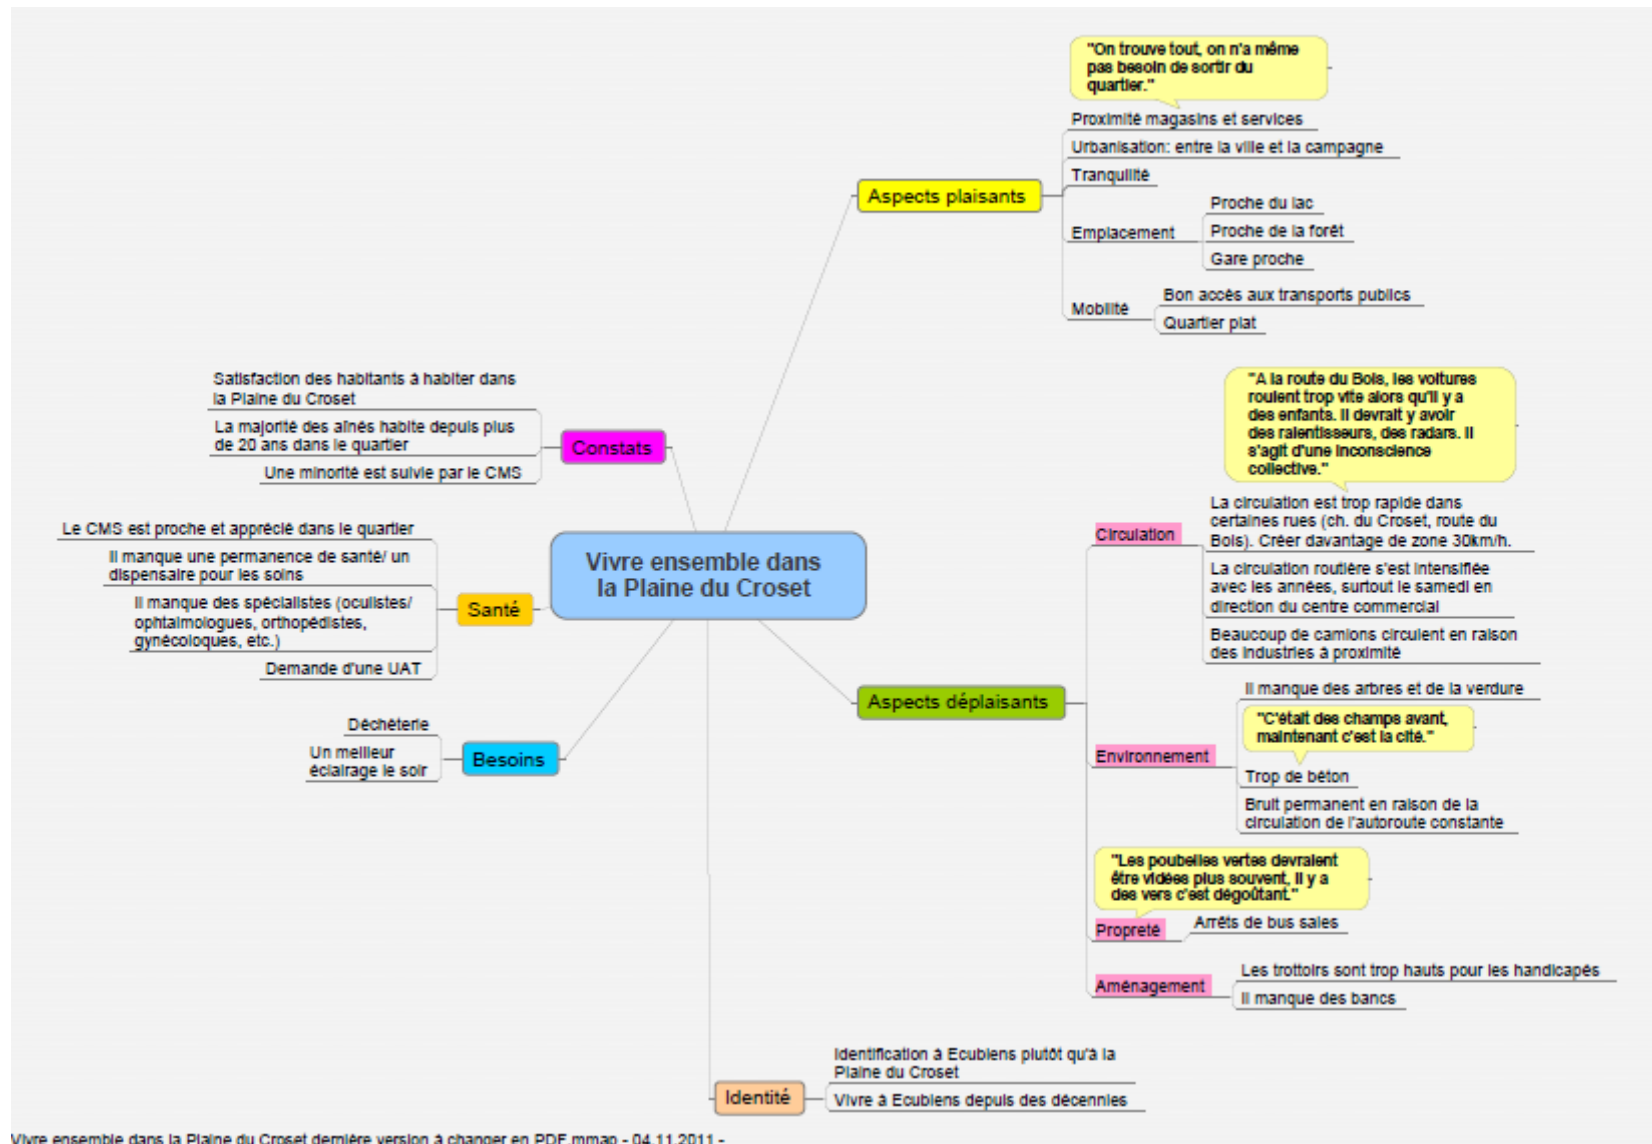 "On trouve tout, on n'a même
pas besoin de sortir du
quartier."
Proximité magasins et services
Urbanisation: entre la ville et la campagne
Tranquilité
Aspects plaisants
Emplacement
Proche du lac
Proche de la forêt
Gare proche
Mobilité
Bon accès aux transports publics
Quartier plat
Satisfaction des habitants à habiter dans
la Plaine du Croset
La majorité des aînés habite depuis plus
de 20 ans dans le quartier
Une minorité est suivie par le CMS
Constats
Le CMS est proche et apprécié dans le quartier
Il manque une permanence de santé/ un
dispensaire pour les soins
Il manque des spécialistes (oculistes/
ophtalmologues, orthopédistes,
gynécologues, etc.)
Demande d'une UAT
Santé
Déchèterie
Un meilleur
éclairage le soir
Besoins
Vivre ensemble dans
la Plaine du Croset
Aspects déplaisants
"A la route du Bois, les voitures
roulent trop vite alors qu'il y a
des enfants. Il devrait y avoir
des ralentisseurs, des radars. Il
s'agit d'une inconscience
collective."
Circulation
La circulation est trop rapide dans
certaines rues (ch. du Croset, route du
Bois). Créer davantage de zone 30km/h.
La circulation routière s'est intensifiée
avec les années, surtout le samedi en
direction du centre commercial
Beaucoup de camions circulent en raison
des industries à proximité
Environnement
Il manque des arbres et de la verdure
"C'était des champs avant,
maintenant c'est la cité."
Trop de béton
Bruit permanent en raison de la
circulation de l'autoroute constante
"Les poubelles vertes devraient
être vidées plus souvent, il y a
des vers c'est dégoûtant."
Propreté
Arrêts de bus sales
Aménagement
Les trottoirs sont trop hauts pour les handicapés
Il manque des bancs
Identité
Identification à Ecublens plutôt qu'à la
Plaine du Croset
Vivre à Ecublens depuis des décennies
Vivre ensemble dans la Plaine du Croset dernière version à changer en PDF.mmap - 04.11.2011 -